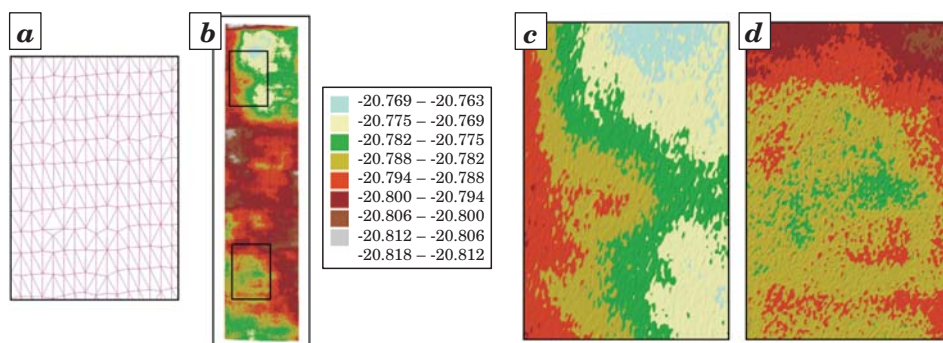 a
b
c
d
-20.769 – -20.763
-20.775 – -20.769
-20.782 – -20.775
-20.788 – -20.782
-20.794 – -20.788
-20.800 – -20.794
-20.806 – -20.800
-20.812 – -20.806
-20.818 – -20.812